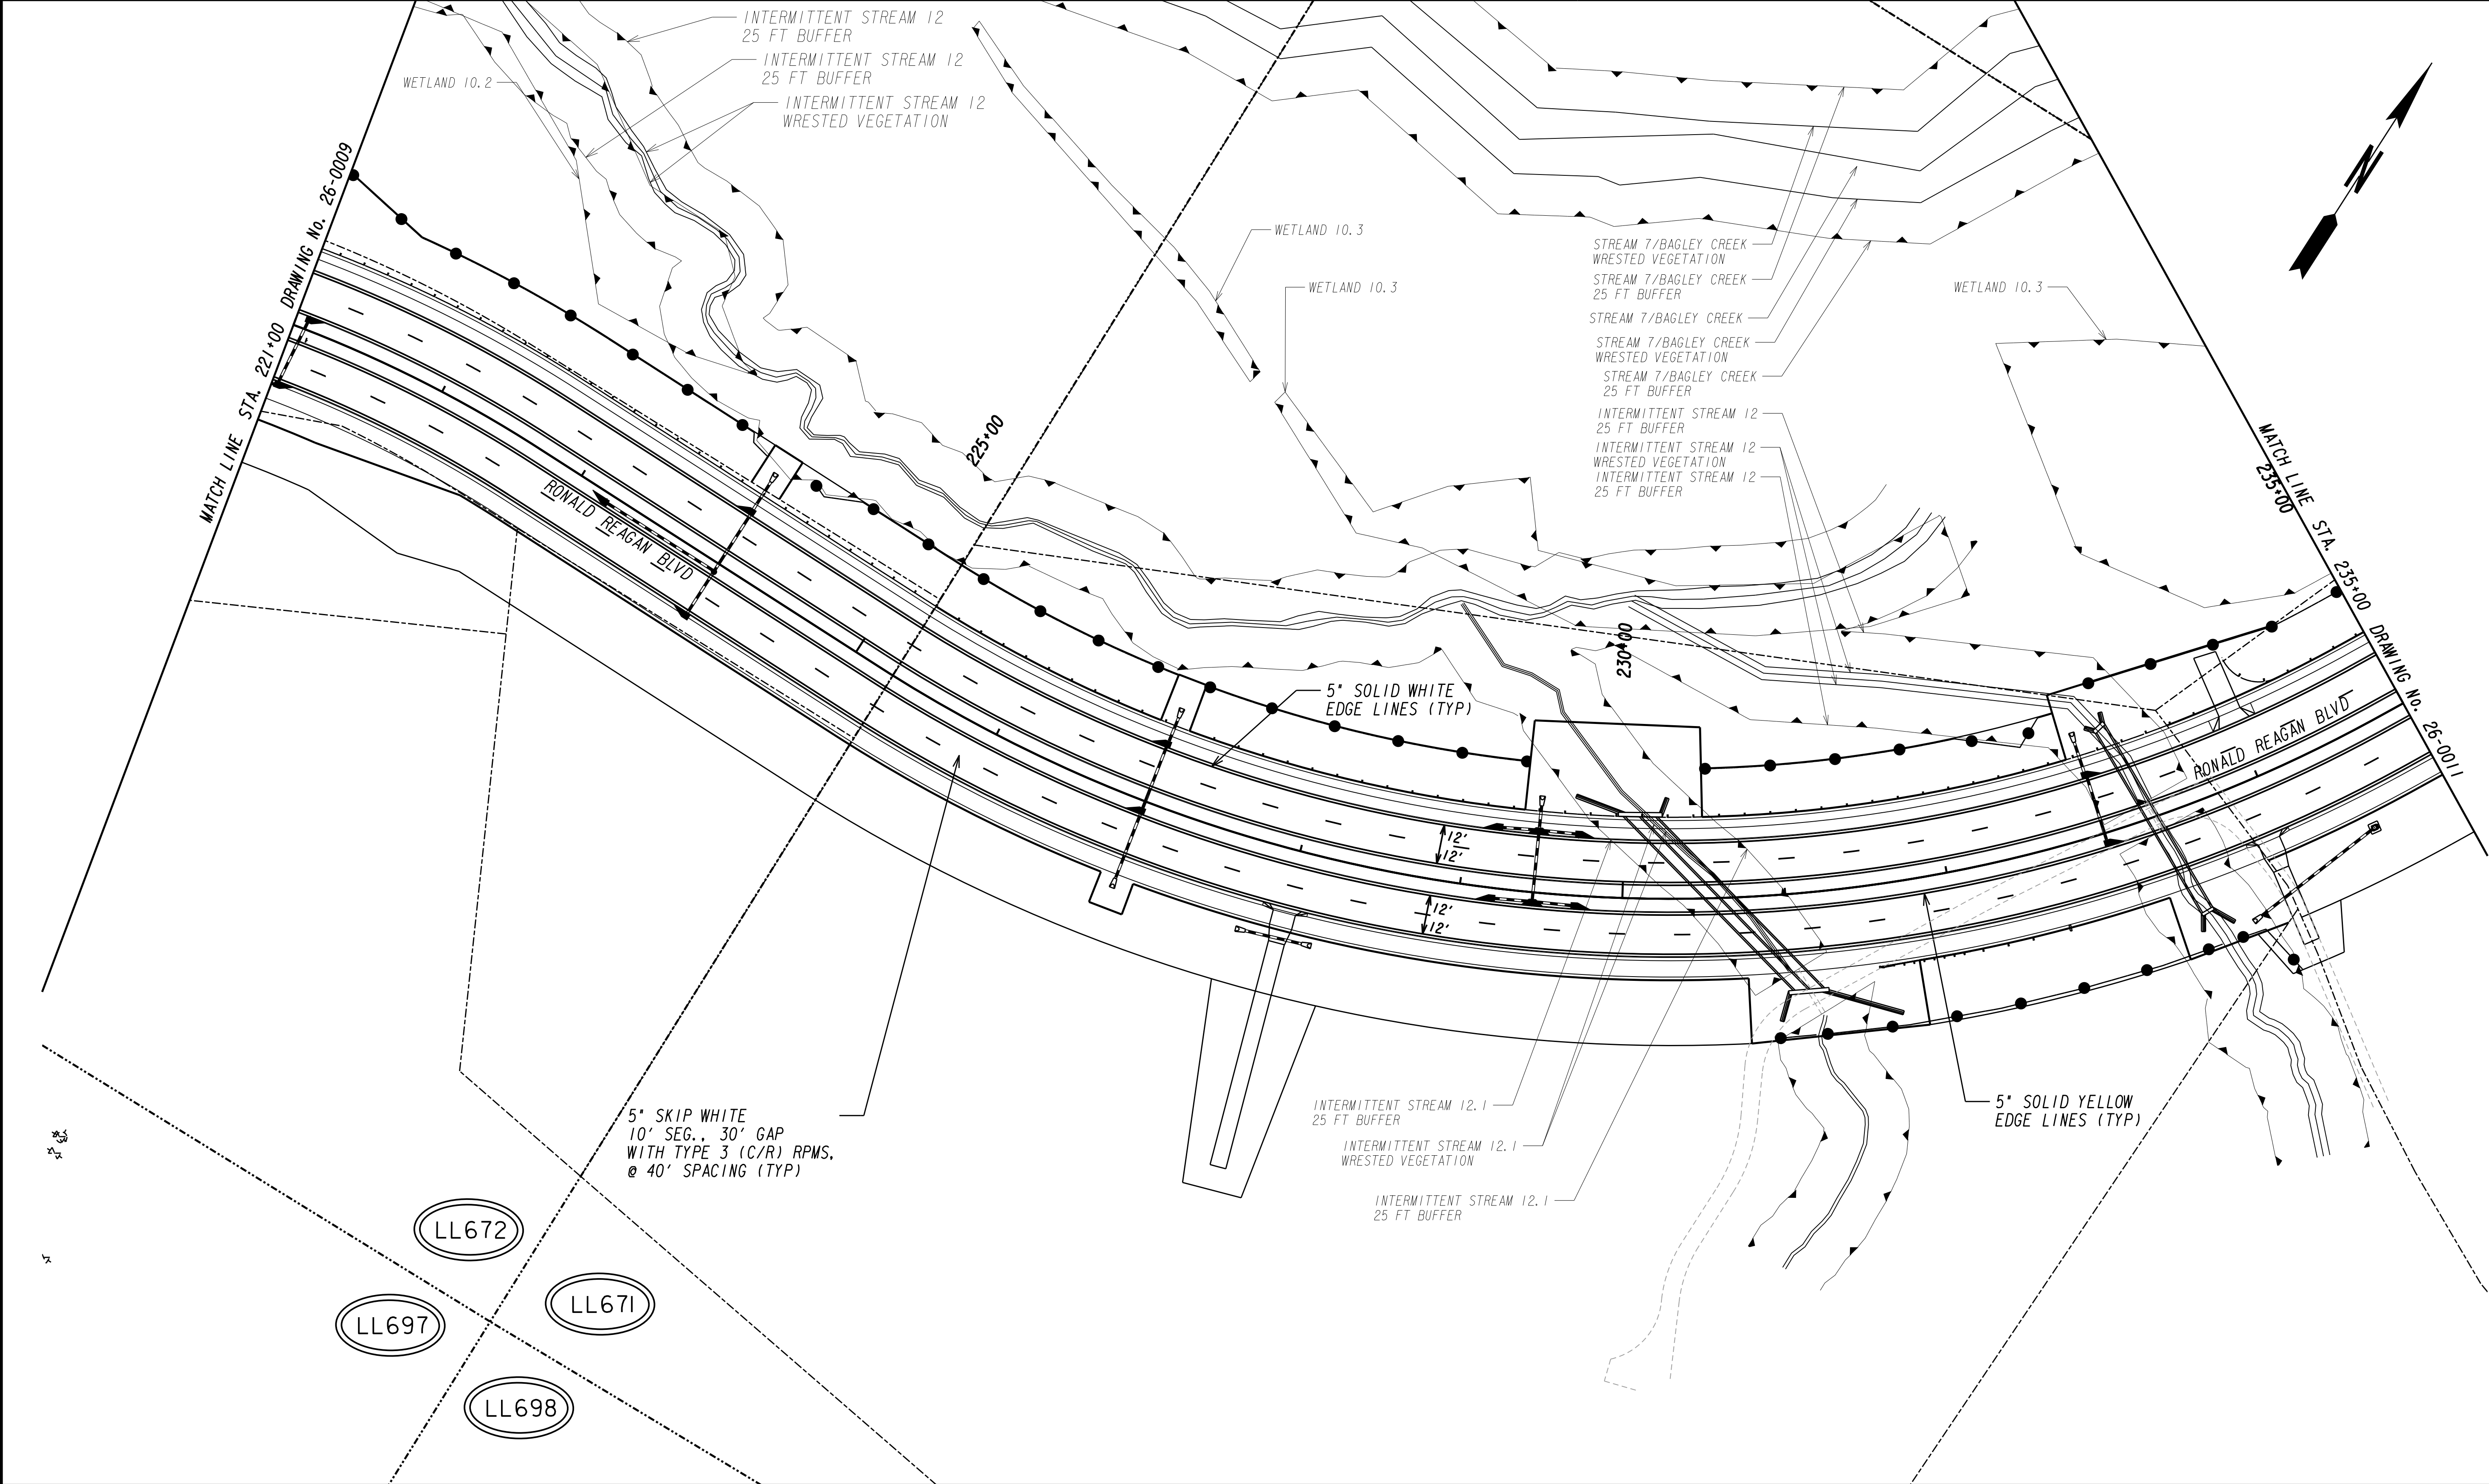 INTERMITTENT STREAM 12
25 FT BUFFER
INTERMITTENT STREAM 12
25 FT BUFFER
INTERMITTENT STREAM 12
WRESTED VEGETATION
WETLAND 10.2
MATCH LINE STA. 221+00 DRAWING No. 26-0009
WETLAND 10.3
WETLAND 10.3
STREAM 7/BAGLEY CREEK
WRESTED VEGETATION
STREAM 7/BAGLEY CREEK
25 FT BUFFER
STREAM 7/BAGLEY CREEK
STREAM 7/BAGLEY CREEK
WRESTED VEGETATION
STREAM 7/BAGLEY CREEK
25 FT BUFFER
INTERMITTENT STREAM 12
25 FT BUFFER
INTERMITTENT STREAM 12
WRESTED VEGETATION
INTERMITTENT STREAM 12
25 FT BUFFER
WETLAND 10.3
N
MATCH LINE STA. 235+00 DRAWING No. 26-0011
235+00
225+00
230+00
RONALD REAGAN BLVD
RONALD REAGAN BLVD
5" SOLID WHITE
EDGE LINES (TYP)
12'
12'
12'
12'
5" SKIP WHITE
10' SEG., 30' GAP
WITH TYPE 3 (C/R) RPMS,
@ 40' SPACING (TYP)
INTERMITTENT STREAM 12.1
25 FT BUFFER
INTERMITTENT STREAM 12.1
WRESTED VEGETATION
INTERMITTENT STREAM 12.1
25 FT BUFFER
5" SOLID YELLOW
EDGE LINES (TYP)
LL672
LL671
LL697
LL698